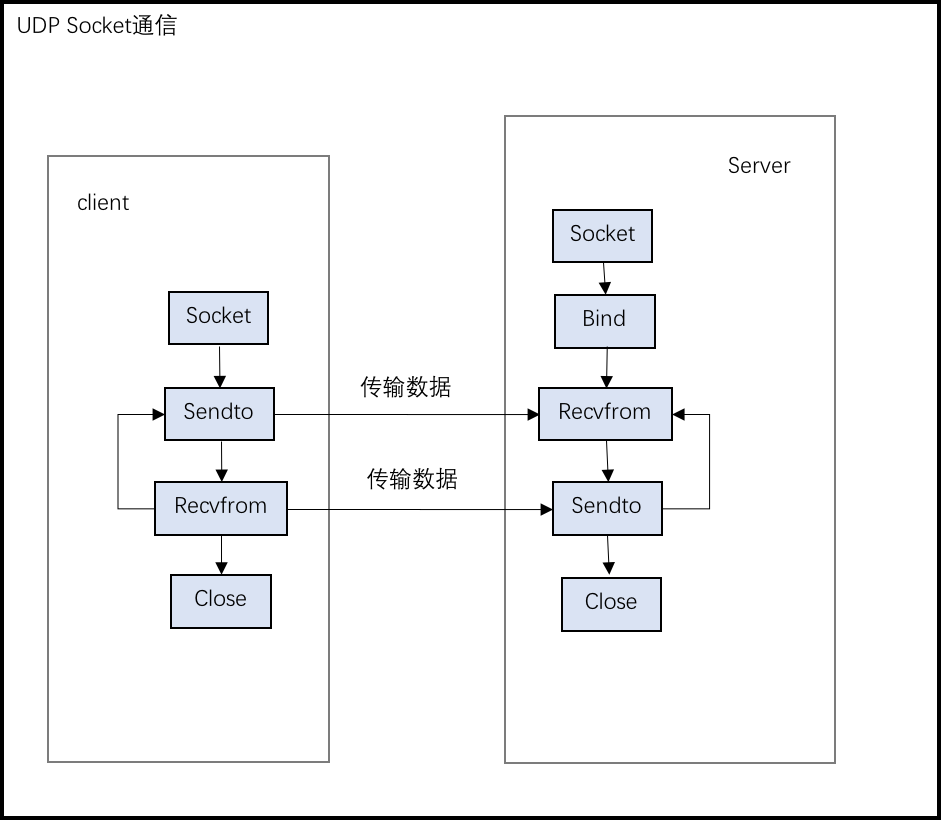 UDP Socket通信
client
Socket
Sendto
Recvfrom
Close
传输数据
传输数据
Server
Socket
Bind
Recvfrom
Sendto
Close